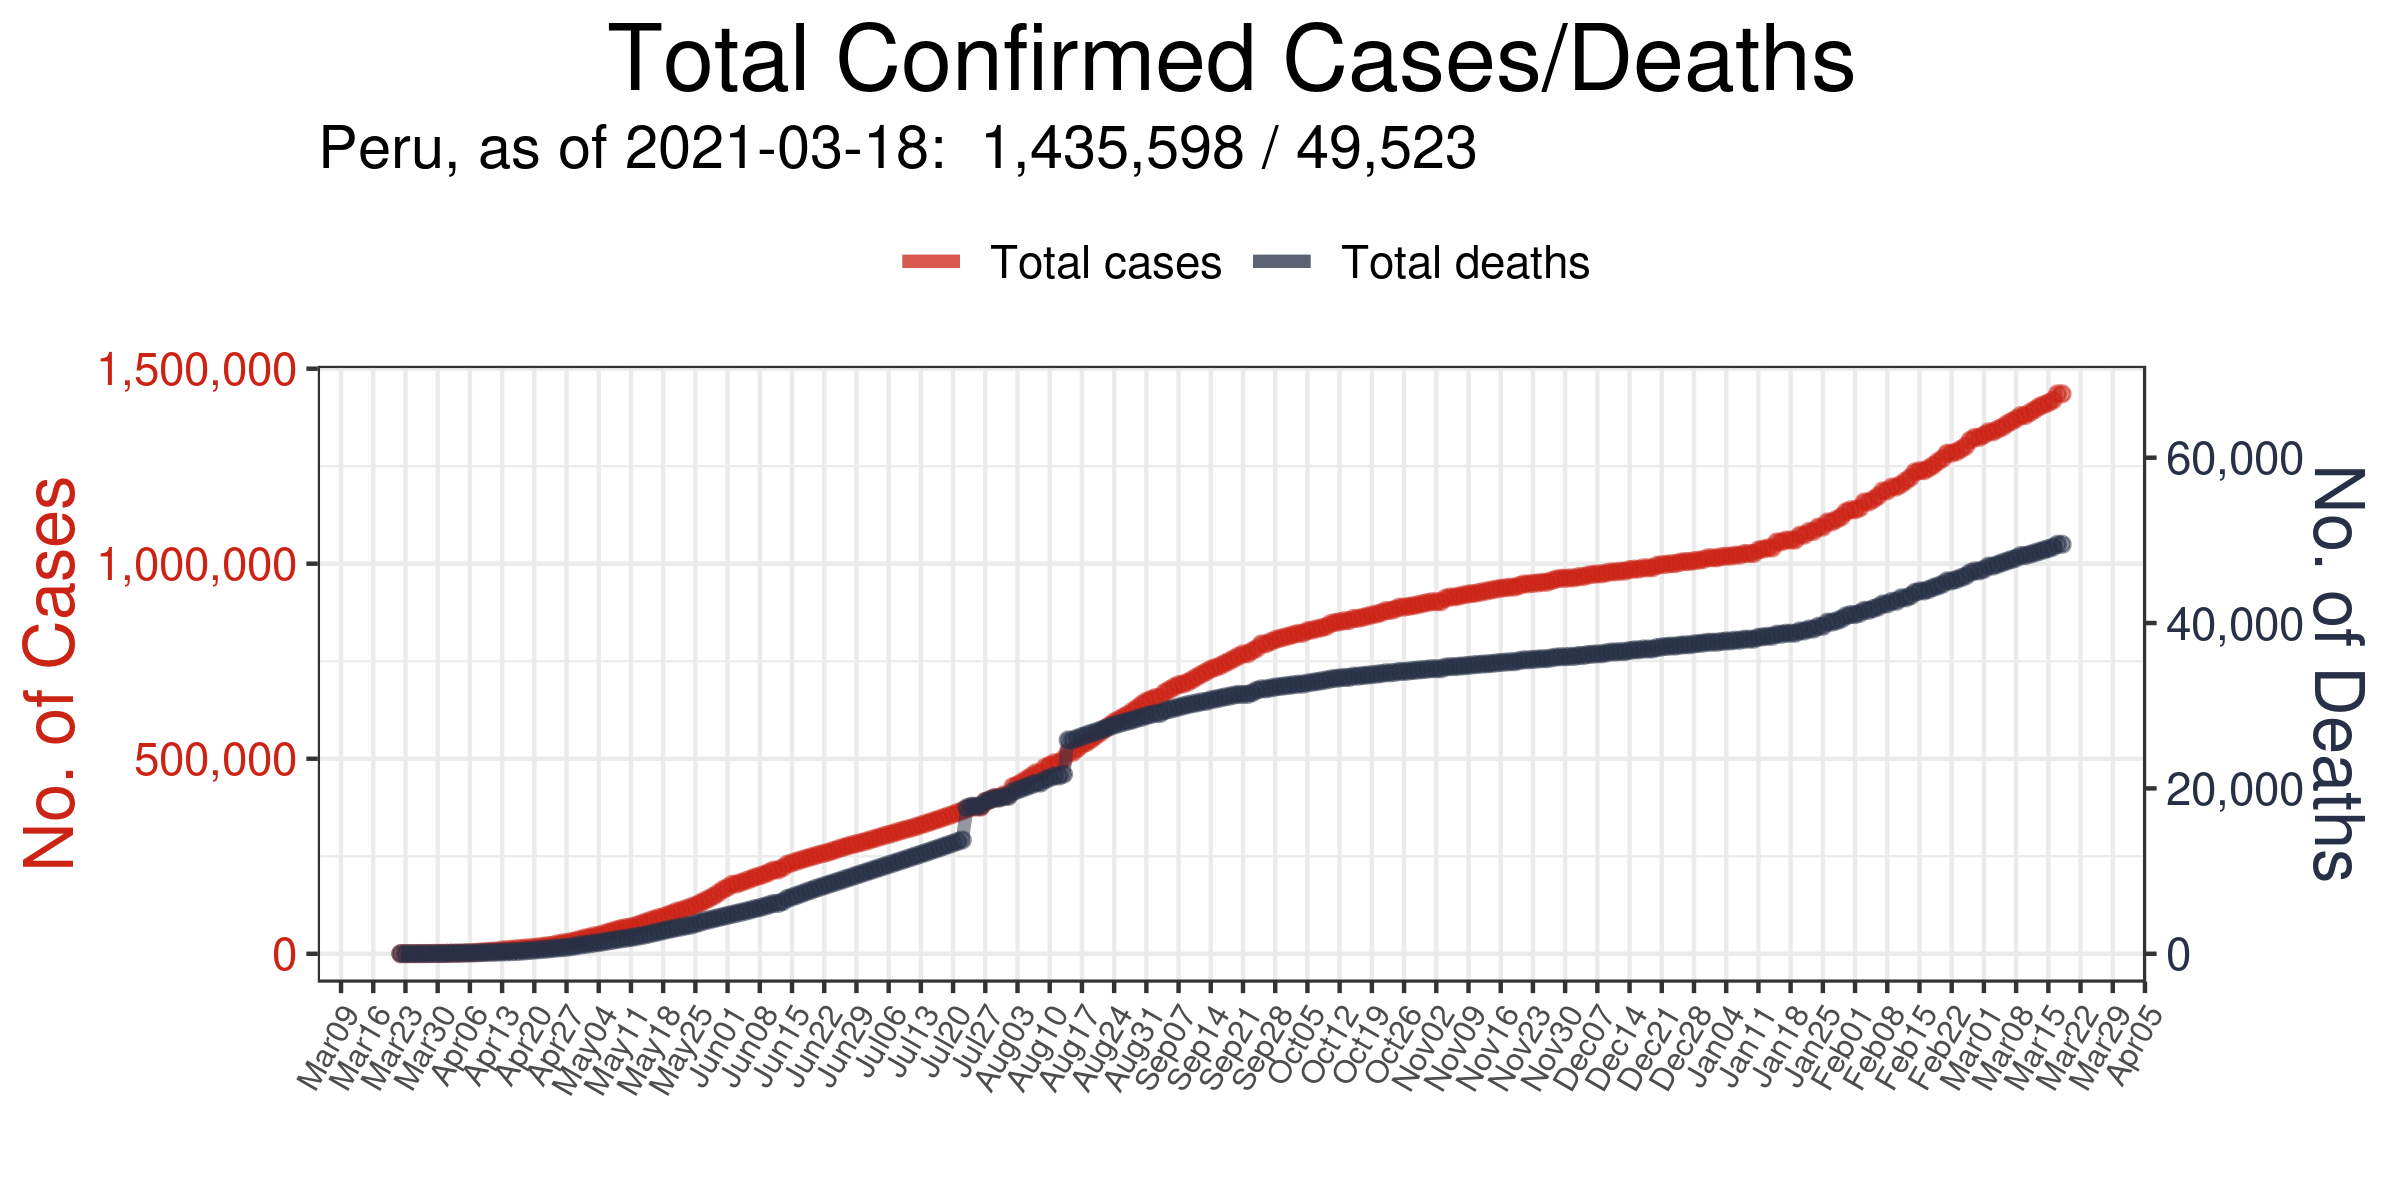 Total Confirmed Cases/Deaths
Peru, as of 2021-03-18:  1,435,598 / 49,523
Total cases
Total deaths
No. of Cases
1,500,000
1,000,000
500,000
0
60,000
40,000
20,000
0
No. of Deaths
Mar09
Mar16
Mar23
Mar30
Apr06
Apr13
Apr20
Apr27
May04
May11
May18
May25
Jun01
Jun08
Jun15
Jun22
Jun29
Jul06
Jul13
Jul20
Jul27
Aug03
Aug10
Aug17
Aug24
Aug31
Sep07
Sep14
Sep21
Sep28
Oct05
Oct12
Oct19
Oct26
Nov02
Nov09
Nov16
Nov23
Nov30
Dec07
Dec14
Dec21
Dec28
Jan04
Jan11
Jan18
Jan25
Feb01
Feb08
Feb15
Feb22
Mar01
Mar08
Mar15
Mar22
Mar29
Apr05